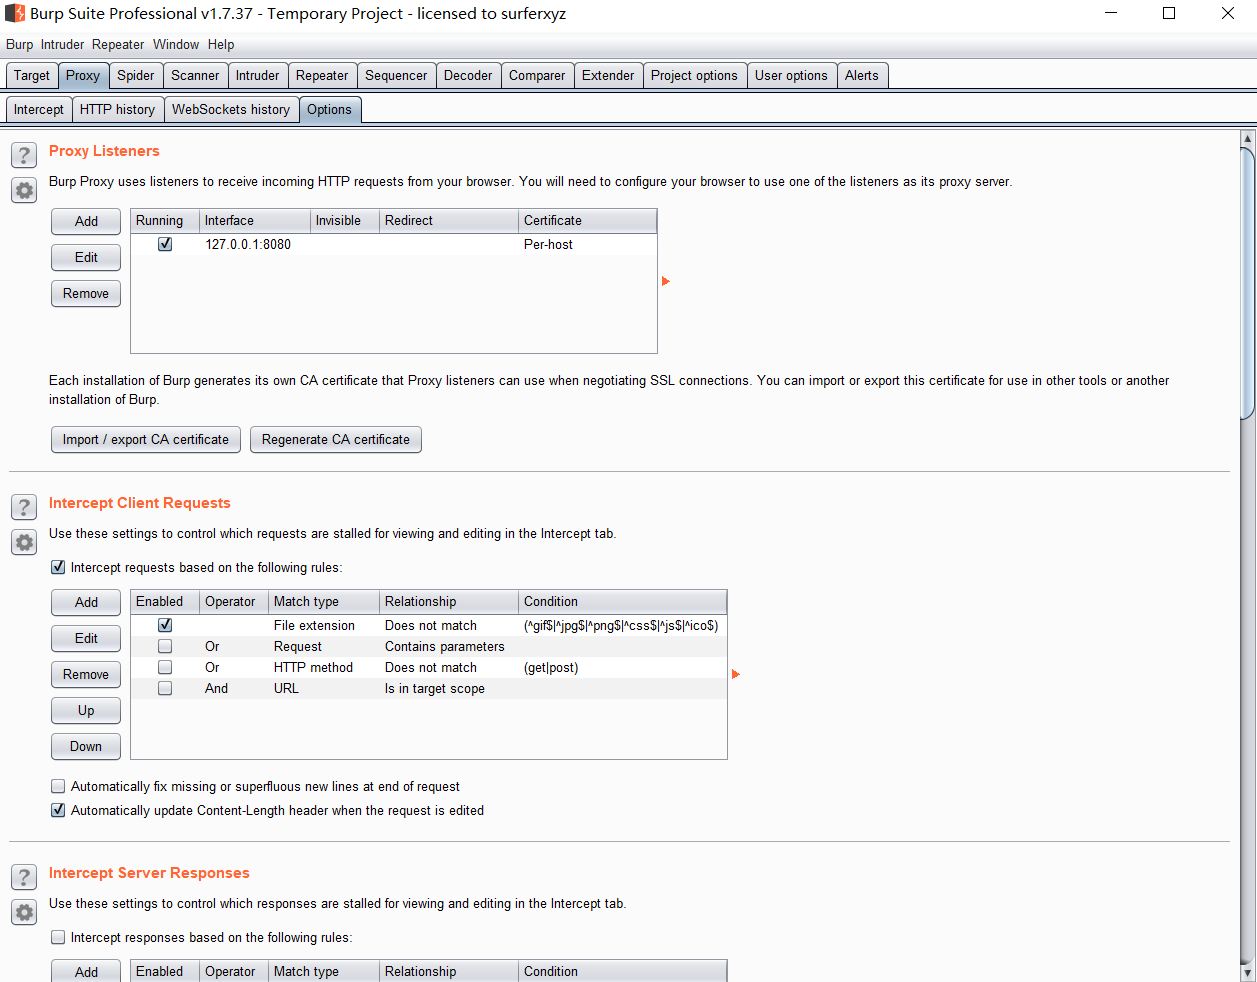 Burp Suite Professional v1.7.37 - Temporary Project - licensed to surferxyz
Burp Intruder Repeater Window Help
Target Proxy Spider Scanner Intruder Repeater Sequencer Decoder Comparer Extender Project options User options Alerts
Intercept HTTP history WebSockets history Options
? Proxy Listeners
Burp Proxy uses listeners to receive incoming HTTP requests from your browser. You will need to configure your browser to use one of the listeners as its proxy server.
Add Running Interface Invisible Redirect Certificate
127.0.0.1:8080 Per-host
Edit
Remove
Each installation of Burp generates its own CA certificate that Proxy listeners can use when negotiating SSL connections. You can import or export this certificate for use in other tools or another
installation of Burp.
Import / export CA certificate Regenerate CA certificate
? Intercept Client Requests
Use these settings to control which requests are stalled for viewing and editing in the Intercept tab.
Intercept requests based on the following rules:
Add Enabled Operator Match type Relationship Condition
File extension Does not match (^gif$|^jpg$|^png$|^css$|^js$|^ico$)
Edit Or Request Contains parameters
Remove Or HTTP method Does not match (get|post)
And URL Is in target scope
Up
Down
Automatically fix missing or superfluous new lines at end of request
Automatically update Content-Length header when the request is edited
? Intercept Server Responses
Use these settings to control which responses are stalled for viewing and editing in the Intercept tab.
Intercept responses based on the following rules:
Add Enabled Operator Match type Relationship Condition